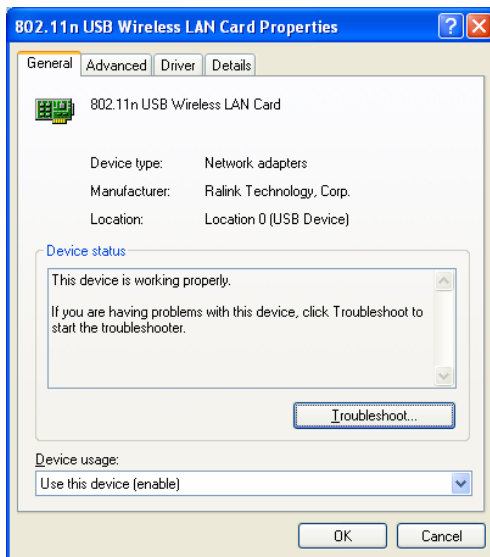 802.11n USB Wireless LAN Card Properties
General Advanced Driver Details
802.11n USB Wireless LAN Card
Device type: Network adapters
Manufacturer: Ralink Technology, Corp.
Location: Location 0 (USB Device)
Device status
This device is working properly.
If you are having problems with this device, click Troubleshoot to
start the troubleshooter.
Troubleshoot...
Device usage:
Use this device (enable)
OK Cancel